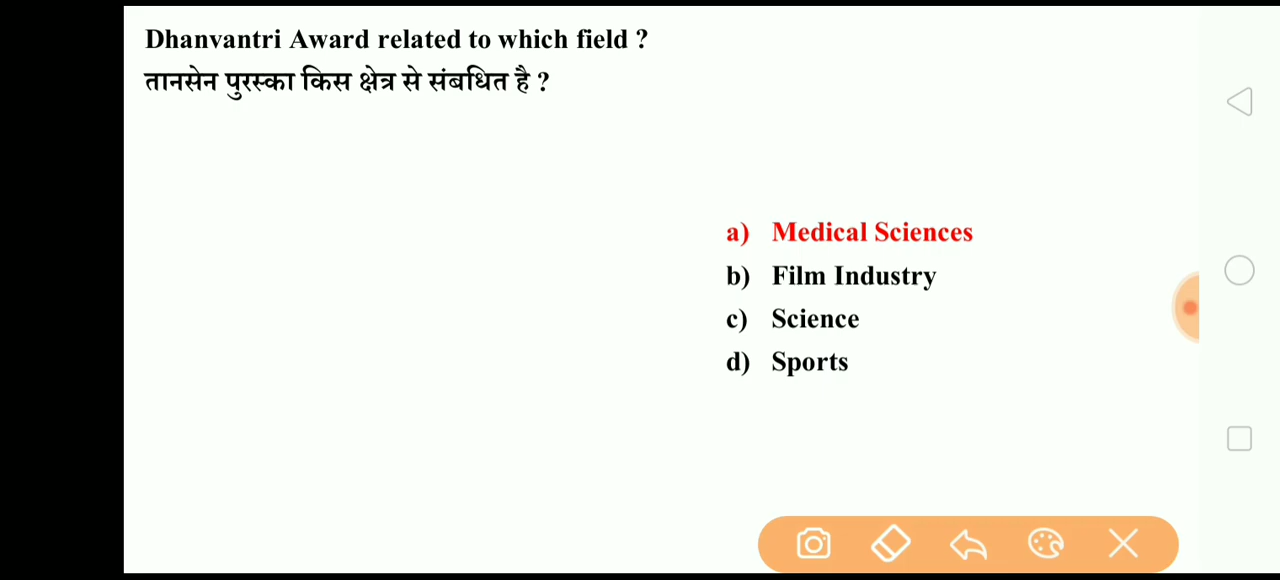 Dhanvantri Award related to which field ?
तानसेन पुरस्का किस क्षेत्र से संबधित है ?
a) Medical Sciences
b) Film Industry
c) Science
d) Sports